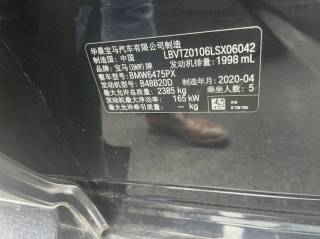 华晨宝马汽车有限公司制造
制造国：中国 LBVTZ0106LSX06042
品牌：宝马(BMW)牌 发动机排量：1998 mL
车辆型号：BMW6475PX
发动机型号：B48B20D 制造年月：2020-04
最大允许总质量：2385 kg 乘坐人数：5
发动机最大净功率：165 kW
最大允许牵引质量：-- kg